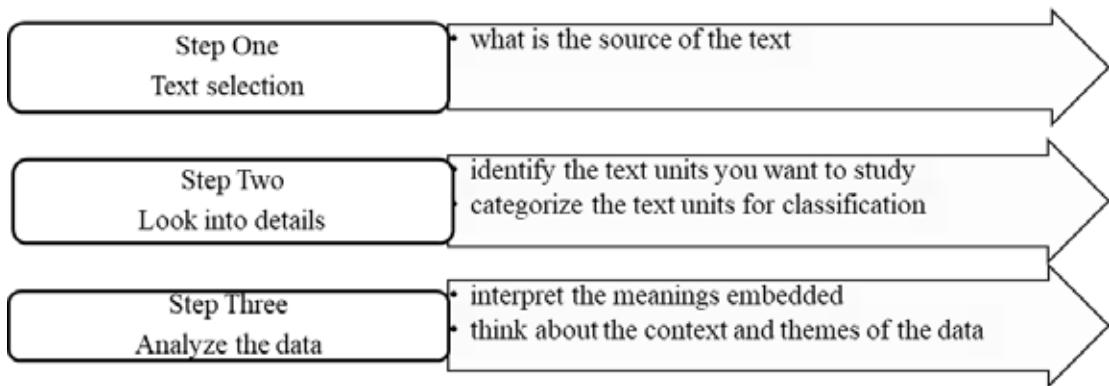 Step One
Text selection
• what is the source of the text
Step Two
Look into details
• identify the text units you want to study
• categorize the text units for classification
Step Three
Analyze the data
• interpret the meanings embedded
• think about the context and themes of the data